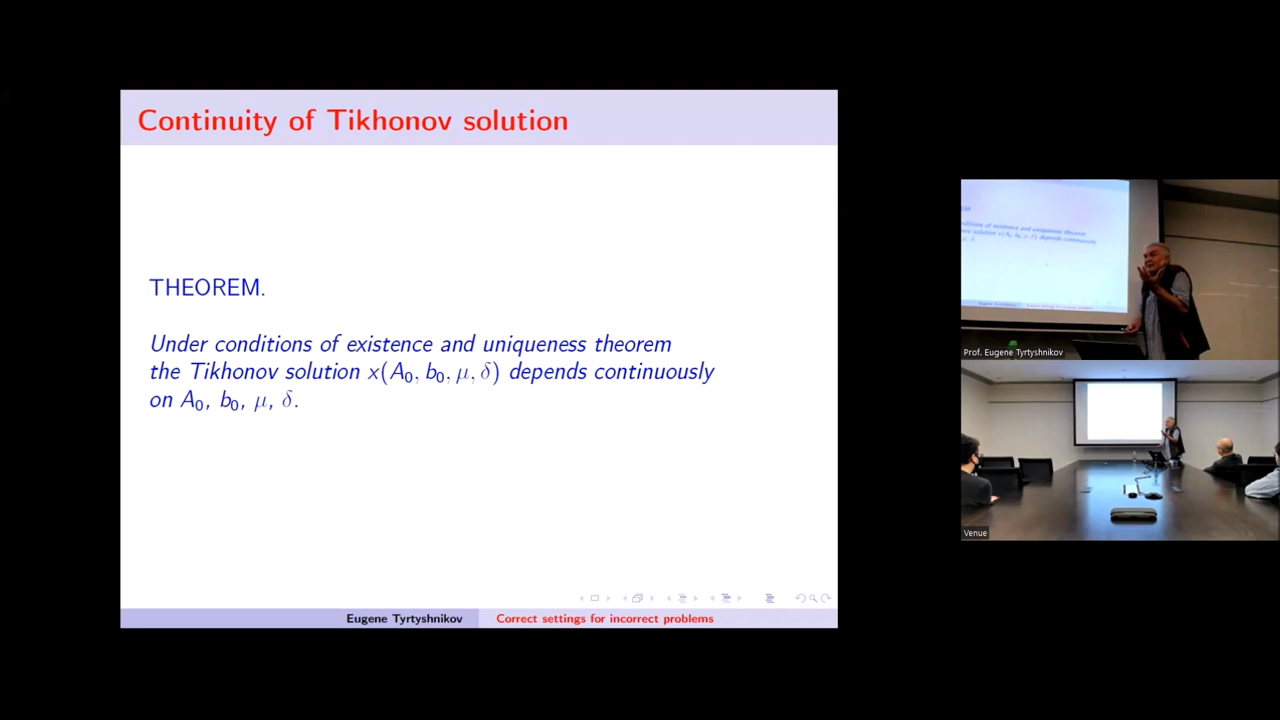 Continuity of Tikhonov solution
THEOREM.
Under conditions of existence and uniqueness theorem
the Tikhonov solution x(A₀, b₀, μ, δ) depends continuously
on A₀, b₀, μ, δ.
Eugene Tyrtyshnikov
Correct settings for incorrect problems
Prof. Eugene Tyrtyshnikov
Venue